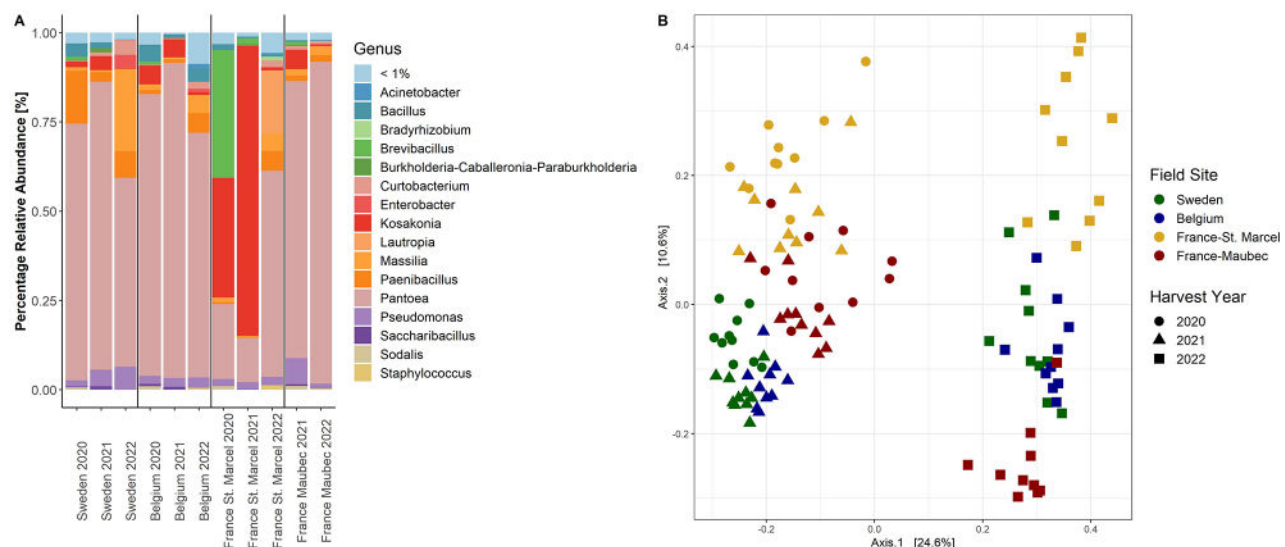 A
Percentage Relative Abundance [%]
1.00
0.75
0.50
0.25
0.00
Sweden 2020
Sweden 2021
Sweden 2022
Belgium 2020
Belgium 2021
Belgium 2022
France St. Marcel 2020
France St. Marcel 2021
France St. Marcel 2022
France Maubec 2021
France Maubec 2022
Genus
< 1%
Acinetobacter
Bacillus
Bradyrhizobium
Brevibacillus
Burkholderia-Caballeronia-Paraburkholderia
Curtobacterium
Enterobacter
Kosakonia
Lautropia
Massilia
Paenibacillus
Pantoea
Pseudomonas
Saccharibacillus
Sodalis
Staphylococcus
B
Axis.2 [10.6%]
0.4
0.2
0.0
-0.2
-0.2
0.0
0.2
0.4
Axis.1 [24.6%]
Field Site
Sweden
Belgium
France-St. Marcel
France-Maubec
Harvest Year
2020
2021
2022